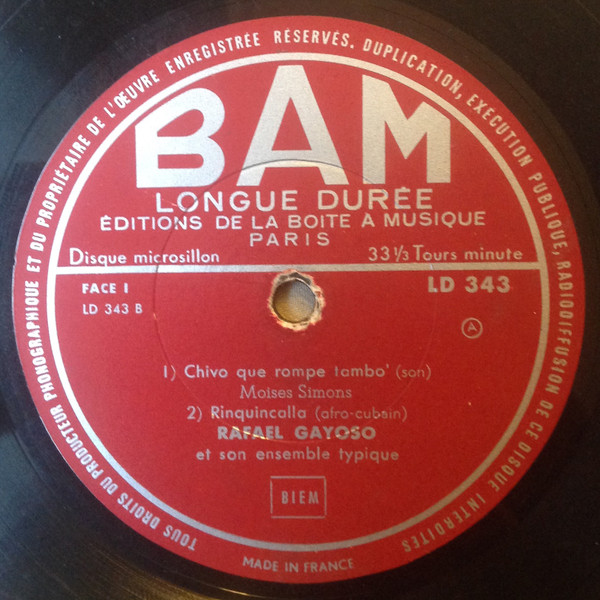 TOUS DROITS DU PRODUCTEUR PHONOGRAPHIQUE ET DU PROPRIÉTAIRE DE L'ŒUVRE ENREGISTRÉE RÉSERVÉS. DUPLICATION, EXÉCUTION PUBLIQUE, RADIODIFFUSION DE CE DISQUE INTERDITES
BAM
LONGUE DURÉE
ÉDITIONS DE LA BOITE A MUSIQUE
PARIS
Disque microsillon 33 1/3 Tours minute
FACE I LD 343
LD 343 B
A
1) Chivo que rompe tambo' (son)
Moises Simons
2) Rinquincalla (afro-cubain)
RAFAEL GAYOSO
et son ensemble typique
BIEM
MADE IN FRANCE